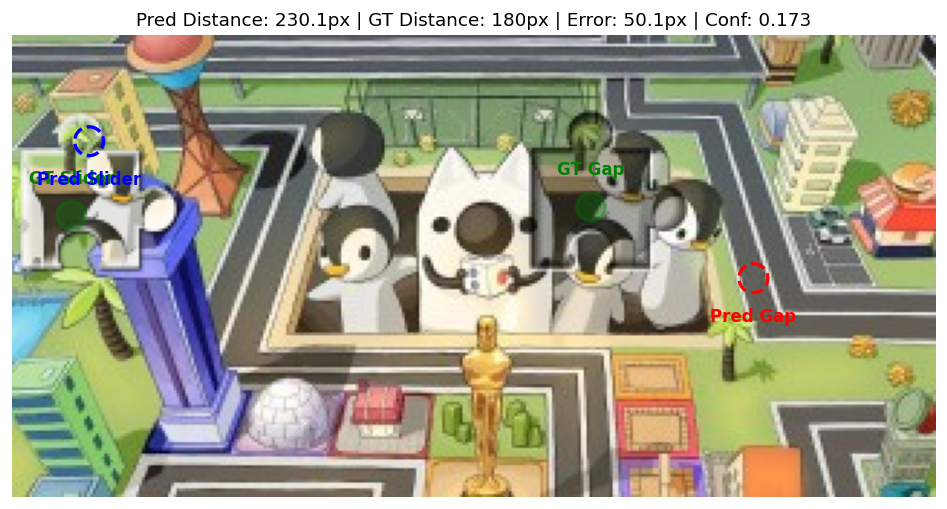 Pred Distance: 230.1px | GT Distance: 180px | Error: 50.1px | Conf: 0.173
GT Gap
Pred Slider
Pred Gap